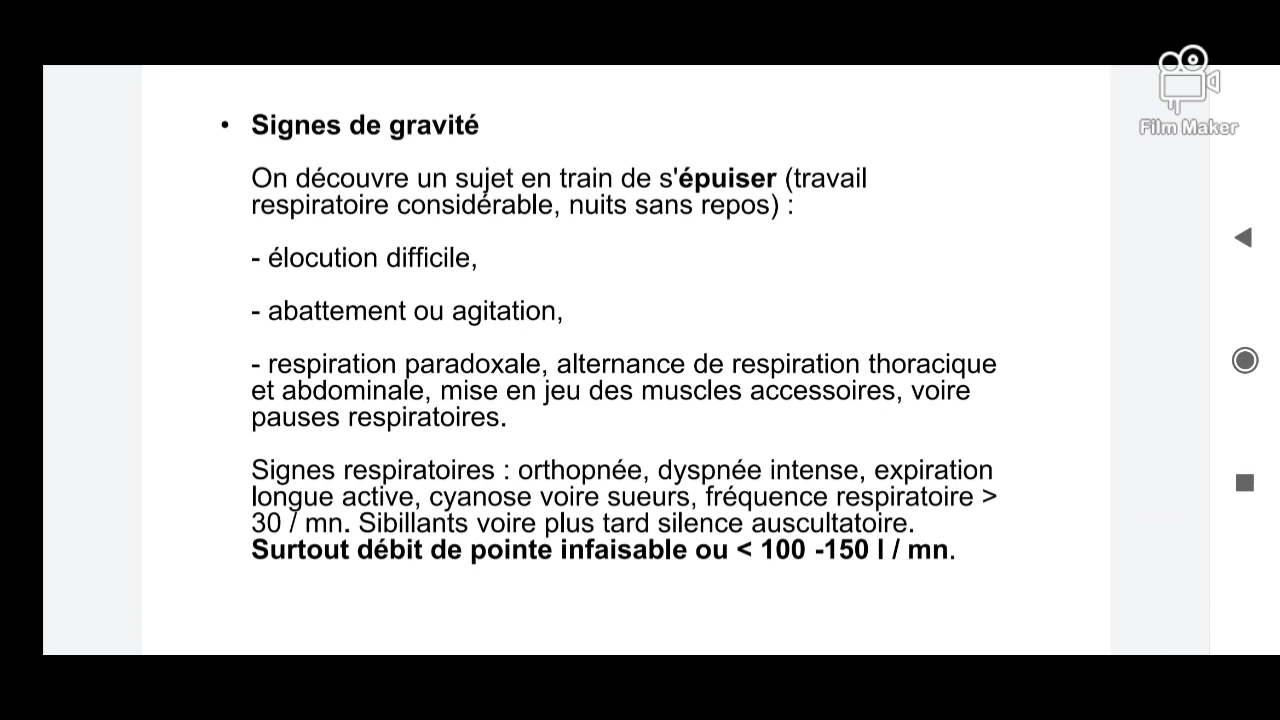 Film Maker
• Signes de gravité
On découvre un sujet en train de s'épuiser (travail
respiratoire considérable, nuits sans repos) :
- élocution difficile,
- abattement ou agitation,
- respiration paradoxale, alternance de respiration thoracique
et abdominale, mise en jeu des muscles accessoires, voire
pauses respiratoires.
Signes respiratoires : orthopnée, dyspnée intense, expiration
longue active, cyanose voire sueurs, fréquence respiratoire >
30 / mn. Sibillants voire plus tard silence auscultatoire.
Surtout débit de pointe infaisable ou < 100 -150 l / mn.